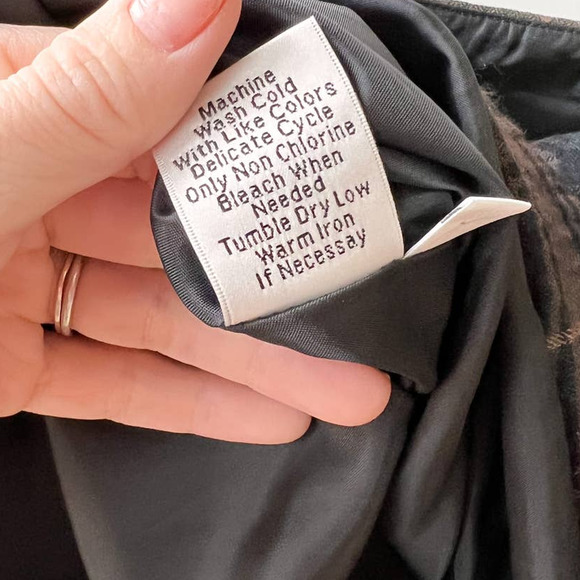 Machine
Wash Cold
With Like Colors
Delicate Cycle
Only Non Chlorine
Bleach When
Needed
Tumble Dry Low
Warm Iron
If Necessay